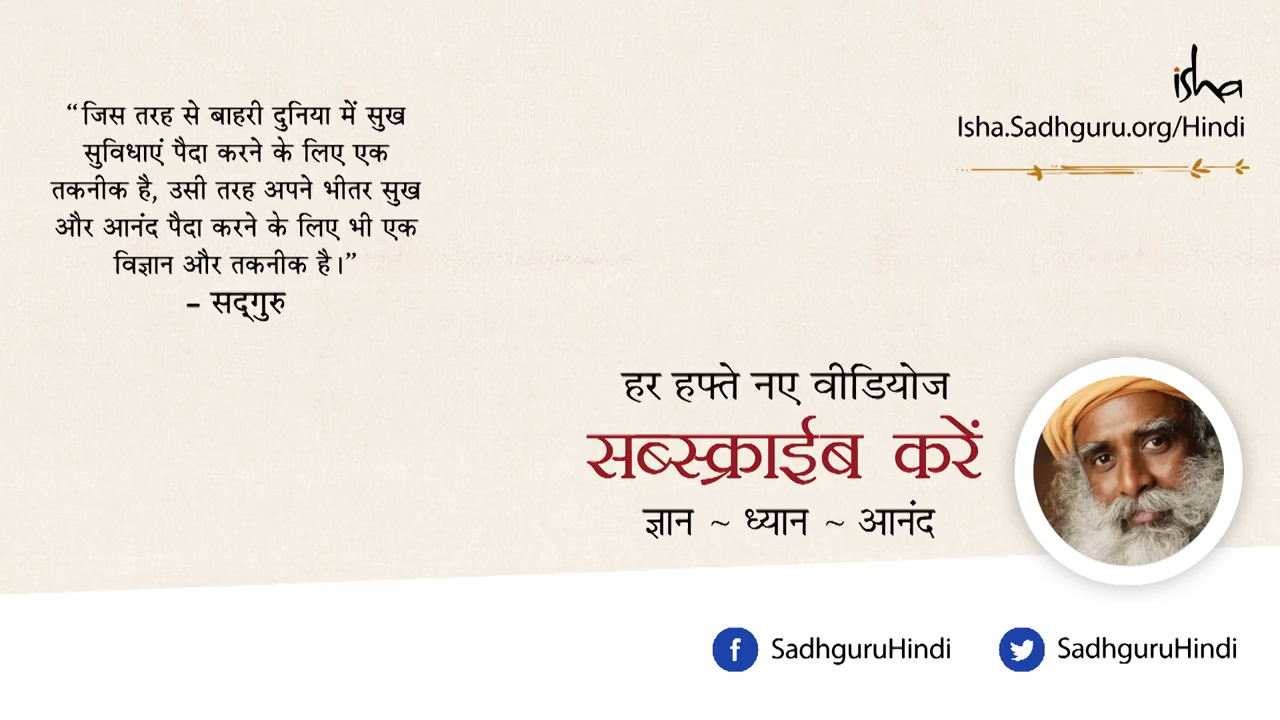 “जिस तरह से बाहरी दुनिया में सुख
सुविधाएं पैदा करने के लिए एक
तकनीक है, उसी तरह अपने भीतर सुख
और आनंद पैदा करने के लिए भी एक
विज्ञान और तकनीक है।”
– सद्गुरु
isha
Isha.Sadhguru.org/Hindi
हर हफ्ते नए वीडियोज
सब्स्क्राईब करें
ज्ञान ~ ध्यान ~ आनंद
SadhguruHindi
SadhguruHindi